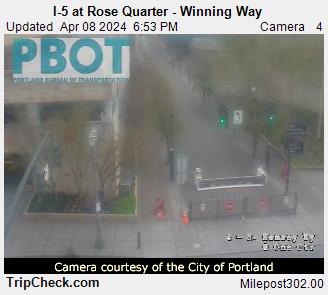 I-5 at Rose Quarter - Winning Way
Updated Apr 08 2024 6:53 PM Camera 4
PBOT
PORTLAND BUREAU OF TRANSPORTATION
Camera courtesy of the City of Portland
TripCheck.com Milepost302.00